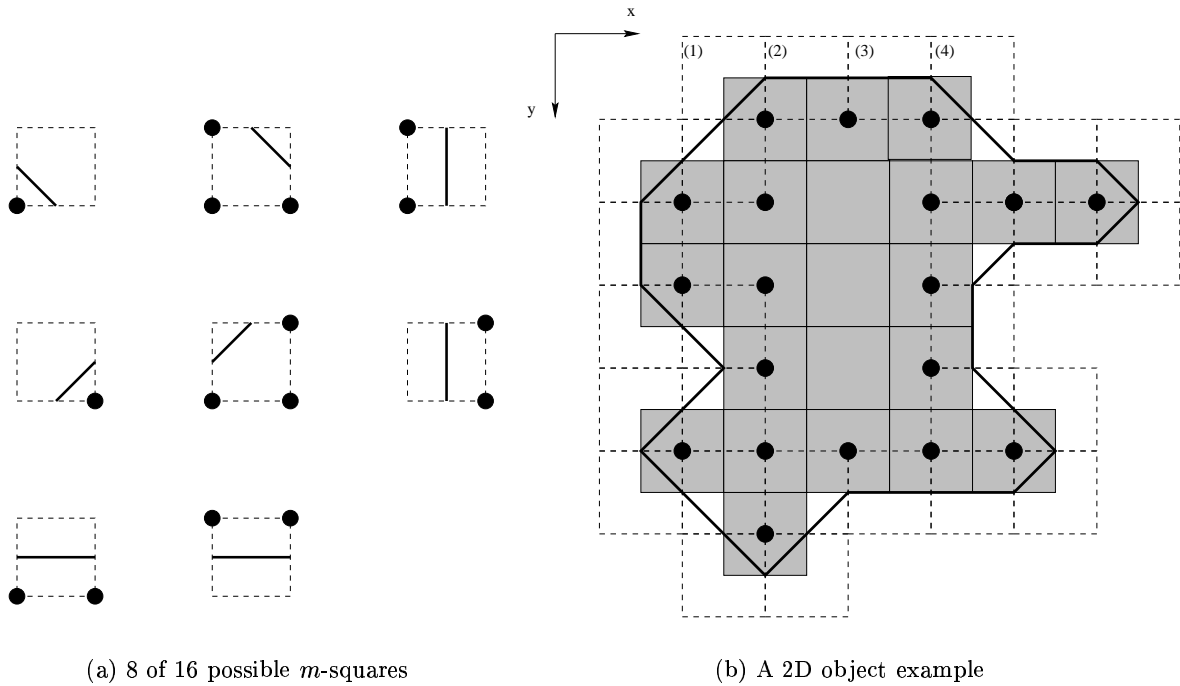 x
(1) (2) (3) (4)
y
(a) 8 of 16 possible m-squares
(b) A 2D object example